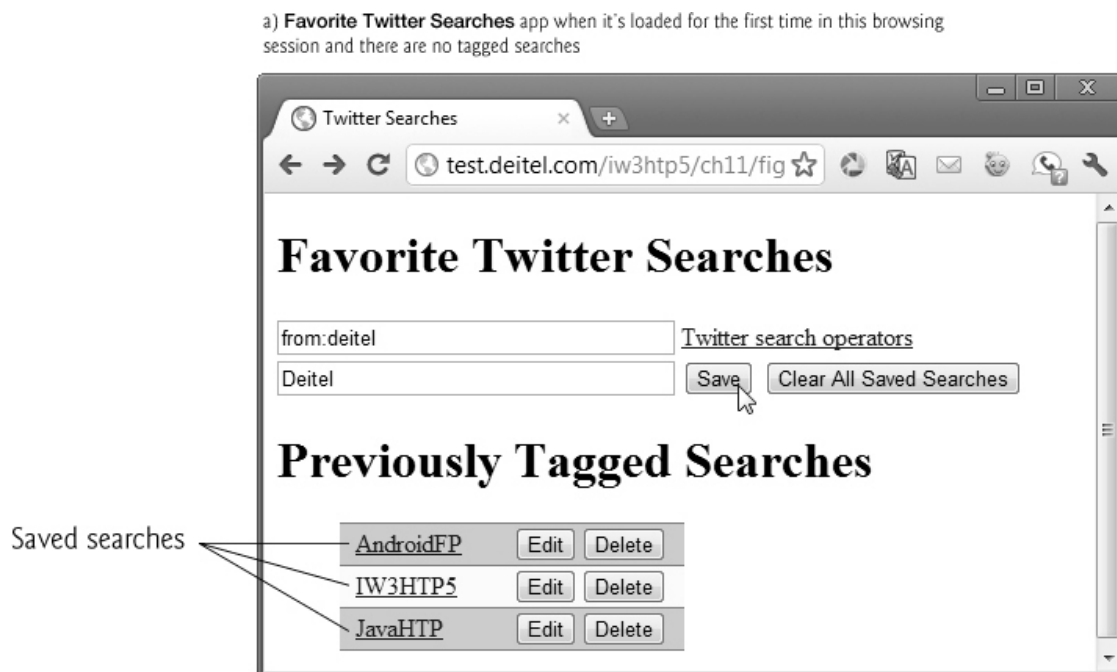 a) Favorite Twitter Searches app when it's loaded for the first time in this browsing
session and there are no tagged searches
Twitter Searches
test.deitel.com/iw3htp5/ch11/fig
Favorite Twitter Searches
from:deitel Twitter search operators
Deitel Save Clear All Saved Searches
Previously Tagged Searches
Saved searches
AndroidFP Edit Delete
IW3HTP5 Edit Delete
JavaHTP Edit Delete